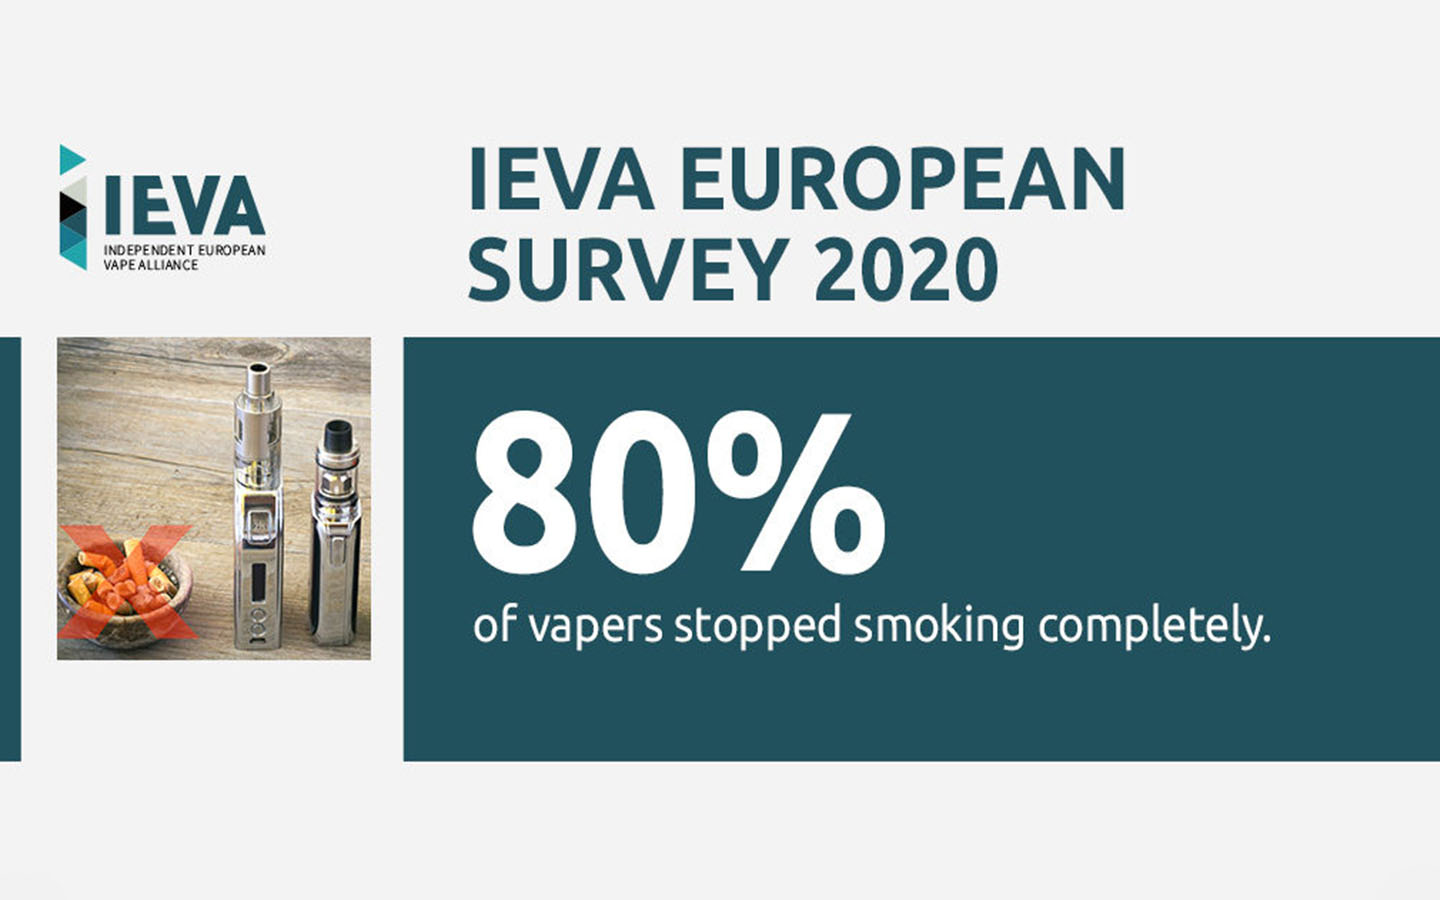 IEVA
INDEPENDENT EUROPEAN
VAPE ALLIANCE
IEVA EUROPEAN
SURVEY 2020
80%
of vapers stopped smoking completely.